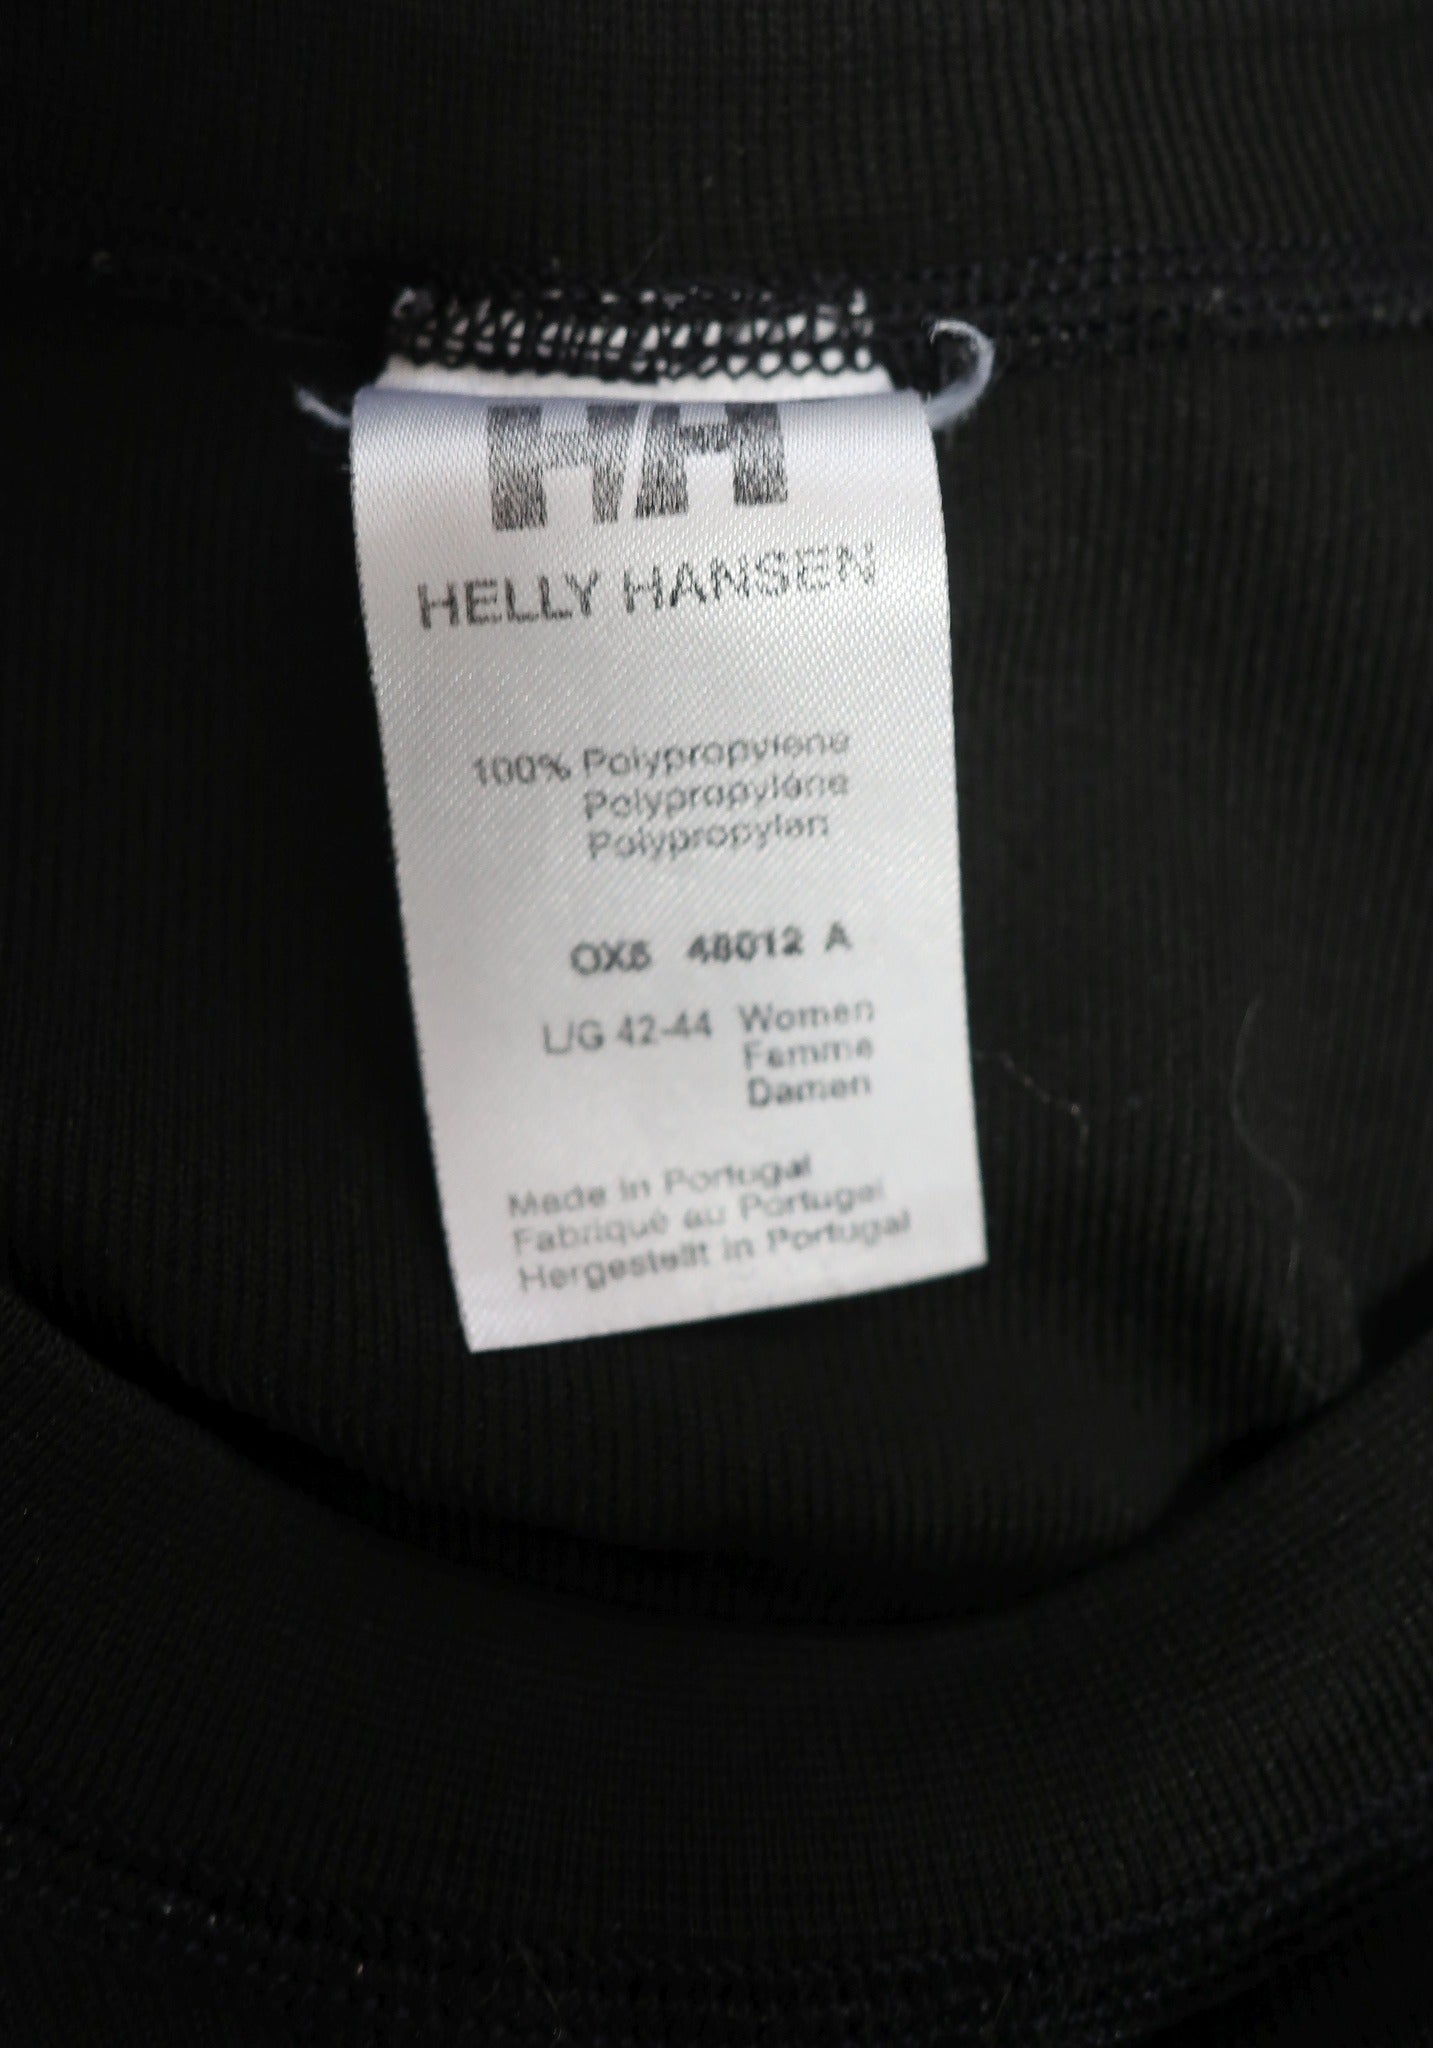 HH
HELLY HANSEN
100% Polypropylene
Polypropylène
Polypropylen
48012 A
L/G 42-44 Women
Femme
Damen
Made in Portugal
Fabriqué au Portugal
Hergestellt in Portugal